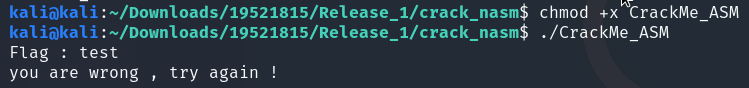 kali@kali:~/Downloads/19521815/Release_1/crack_nasm$ chmod +x CrackMe_ASM
kali@kali:~/Downloads/19521815/Release_1/crack_nasm$ ./CrackMe_ASM
Flag : test
you are wrong , try again !